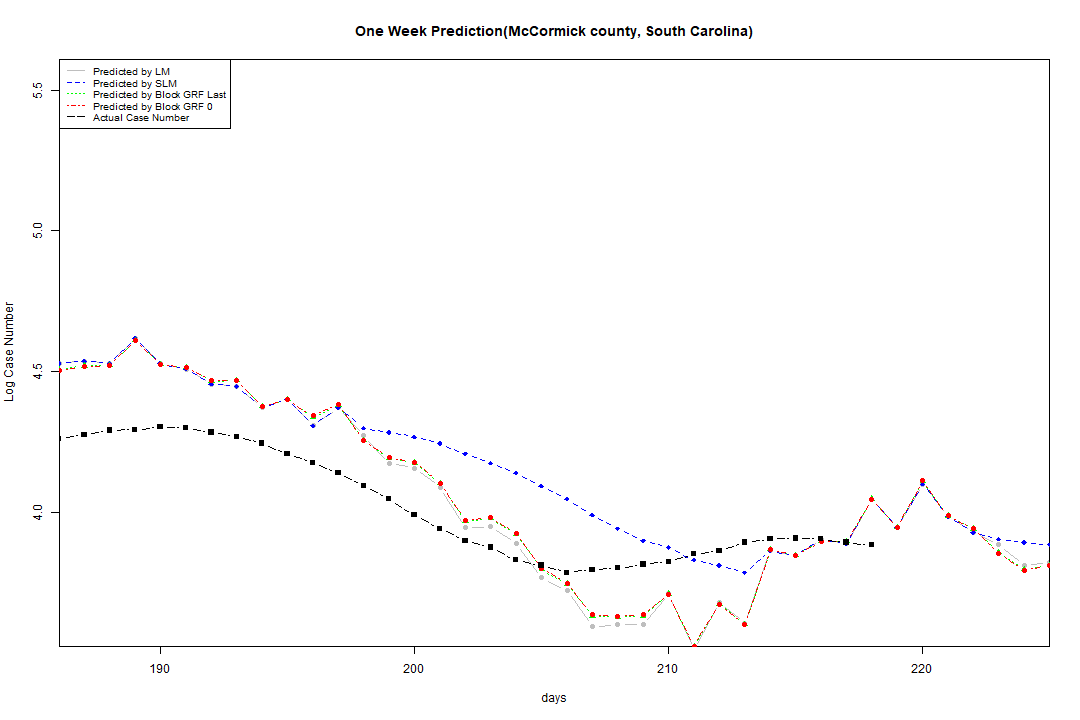 One Week Prediction(McCormick county, South Carolina)
Predicted by LM
Predicted by SLM
Predicted by Block GRF Last
Predicted by Block GRF 0
Actual Case Number
5.5
5.0
4.5
4.0
Log Case Number
190 200 210 220
days